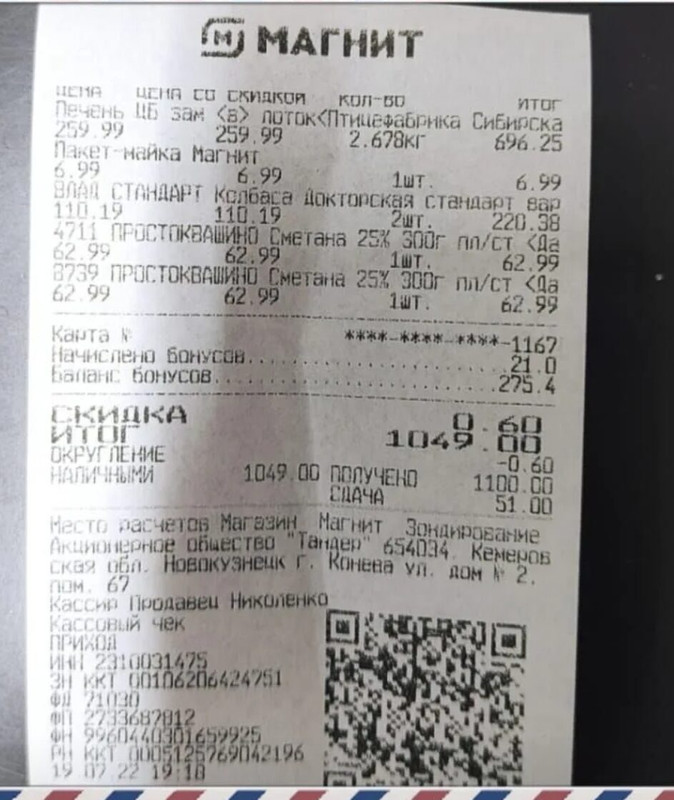 МАГНИТ
ЦЕНА ЦЕНА СО СКИДКОЙ КОЛ-ВО ИТОГ
Печень ЦБ зам <в> лоток<Птицефабрика Сибирска
259.99 259.99 2.678кг 696.25
Пакет-майка Магнит
6.99 6.99 1шт. 6.99
ВЛАД СТАНДАРТ Колбаса Докторская стандарт вар
110.19 110.19 2шт. 220.38
4711 ПРОСТОКВАШИНО Сметана 25% 300г пл/ст <Да
62.99 62.99 1шт. 62.99
8739 ПРОСТОКВАШИНО Сметана 25% 300г пл/ст <Да
62.99 62.99 1шт. 62.99
Карта № ****-****-****-1167
Начислено бонусов..................21.0
Баланс бонусов....................275.4
СКИДКА 0.60
ИТОГ 1049.00
ОКРУГЛЕНИЕ -0.60
НАЛИЧНЫМИ 1049.00 ПОЛУЧЕНО 1100.00
СДАЧА 51.00
Место расчетов Магазин Магнит Зондирование
Акционерное общество "Тандер" 654034. Кемеров
ская обл. Новокузнецк г. Конева ул. дом № 2.
пом. 67
Кассир Продавец Николенко
Кассовый чек
ПРИХОД
ИНН 2310031475
ЗН ККТ 00106206424751
ФД 71030
ФП 2733687812
ФН 9960440301659925
РН ККТ 0005125769042196
19.07.22 19:18